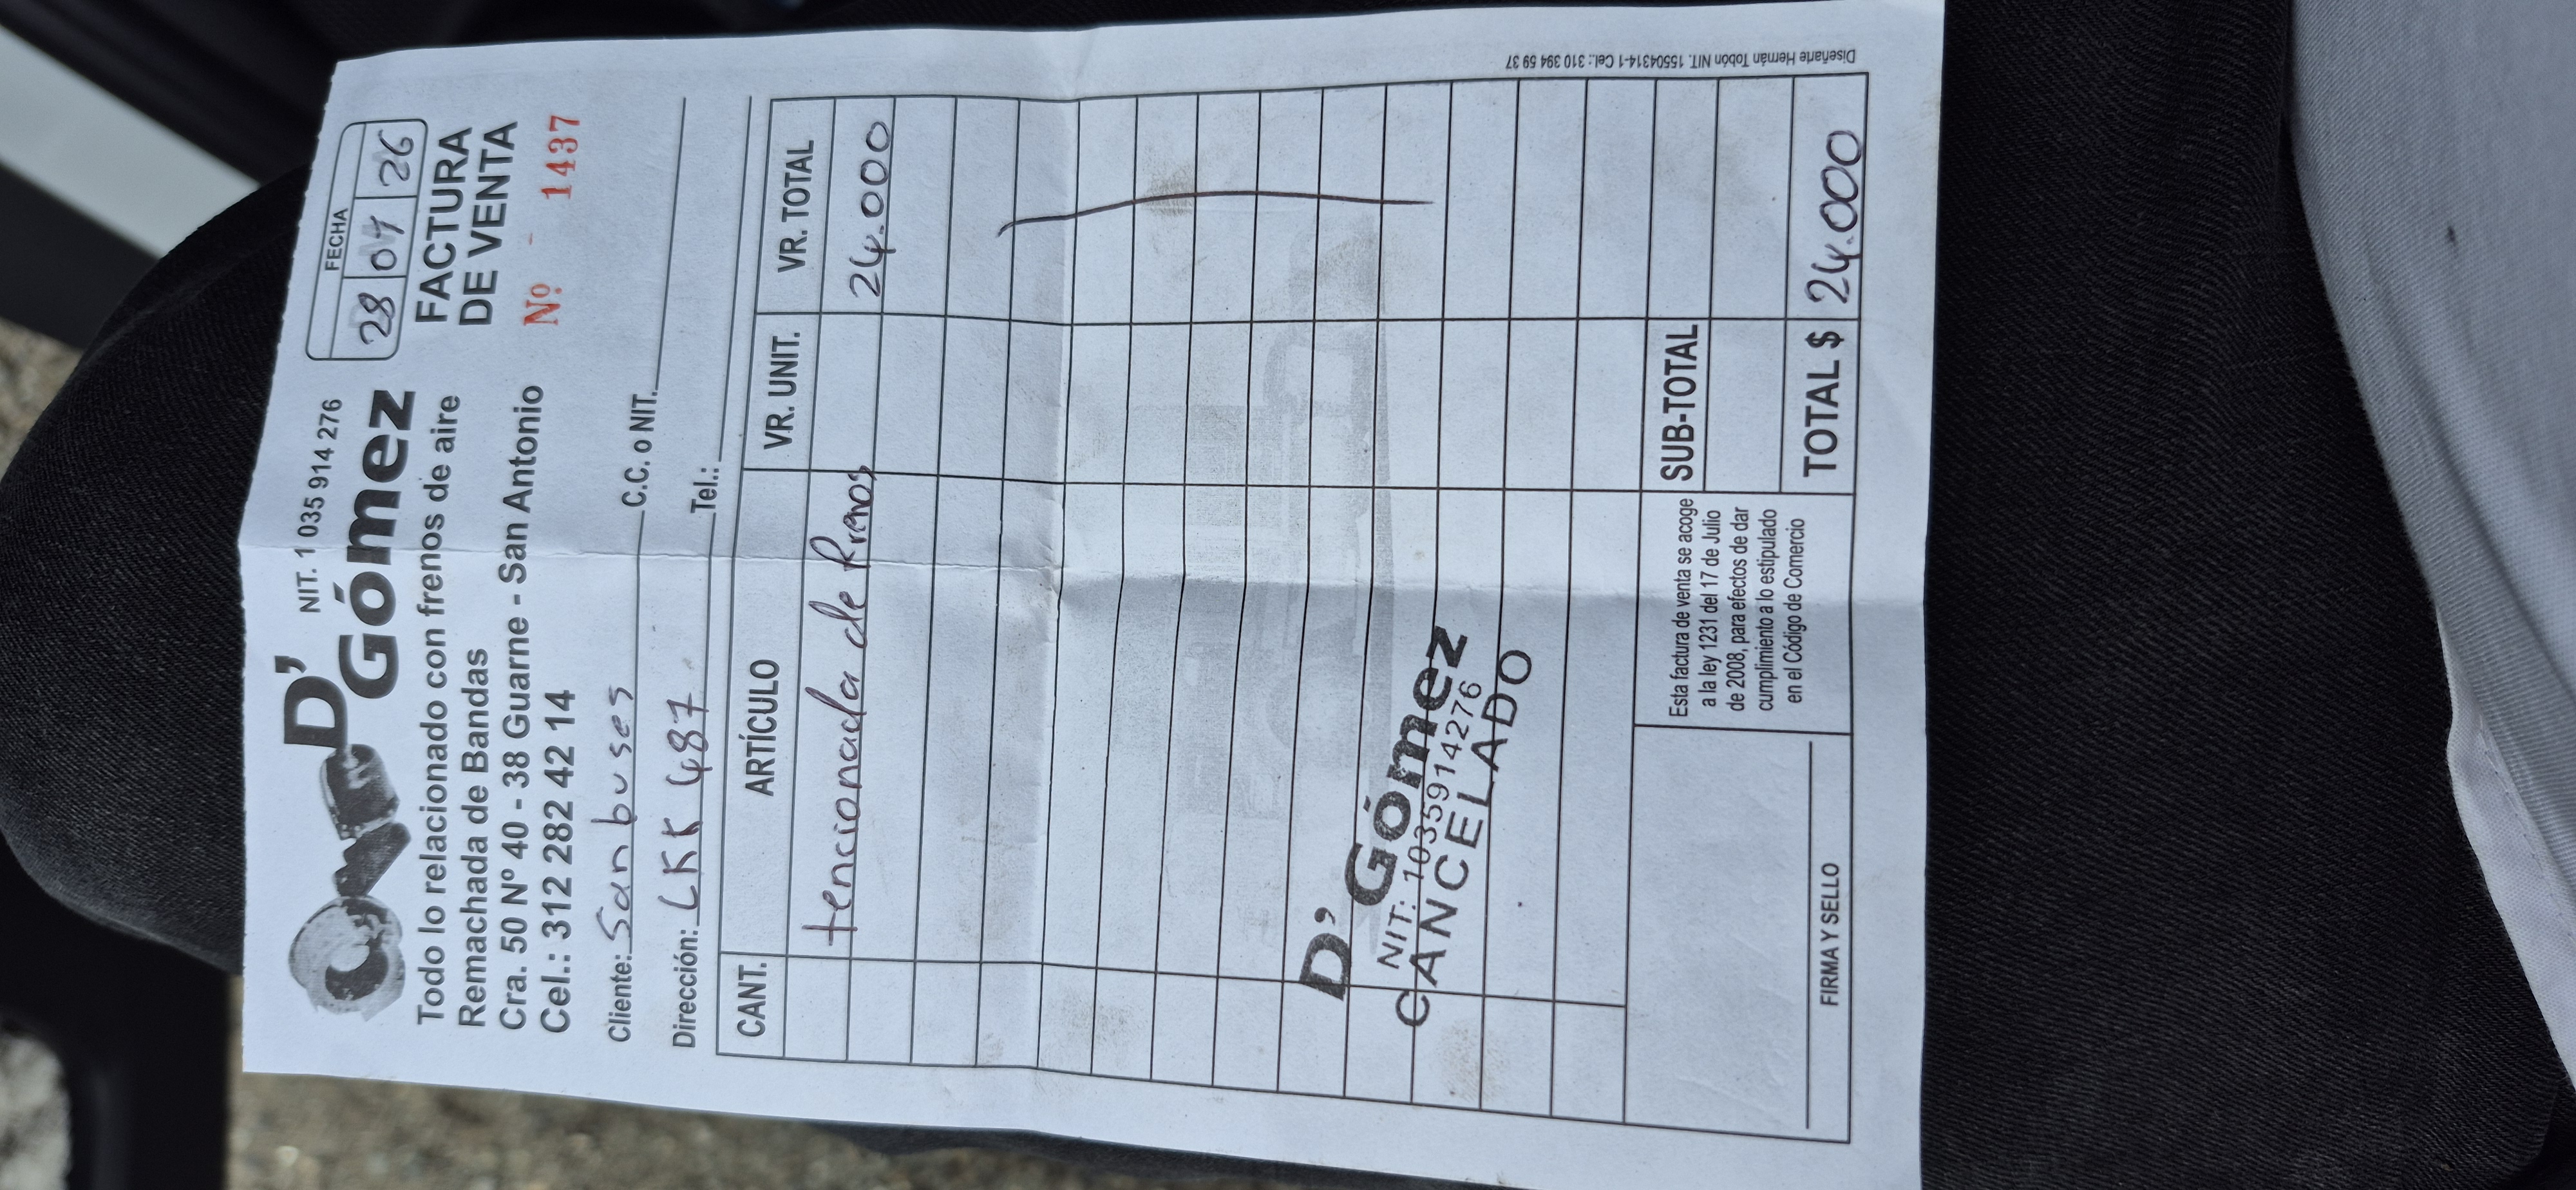 D' Gómez
NIT. 1 035 914 276
FECHA
28 04 26
Todo lo relacionado con frenos de aire
Remachada de Bandas
Cra. 50 Nº 40 - 38 Guarne - San Antonio
Cel.: 312 282 42 14
FACTURA
DE VENTA
Nº - 1437
Cliente: Sanbuses C.C. o NIT.
Dirección: LKK 487 Tel.:
CANT. ARTÍCULO VR. UNIT. VR. TOTAL
tencionada de Frenos 24.000
D' Gómez
NIT: 1035914276
CANCELADO
Esta factura de venta se acoge
a la ley 1231 del 17 de Julio
de 2008, para efectos de dar
cumplimiento a lo estipulado
en el Código de Comercio
SUB-TOTAL
TOTAL $ 24.000
FIRMA Y SELLO
Diseñarte Hernán Tobón NIT. 15504314-1 Cel.: 310 394 59 37